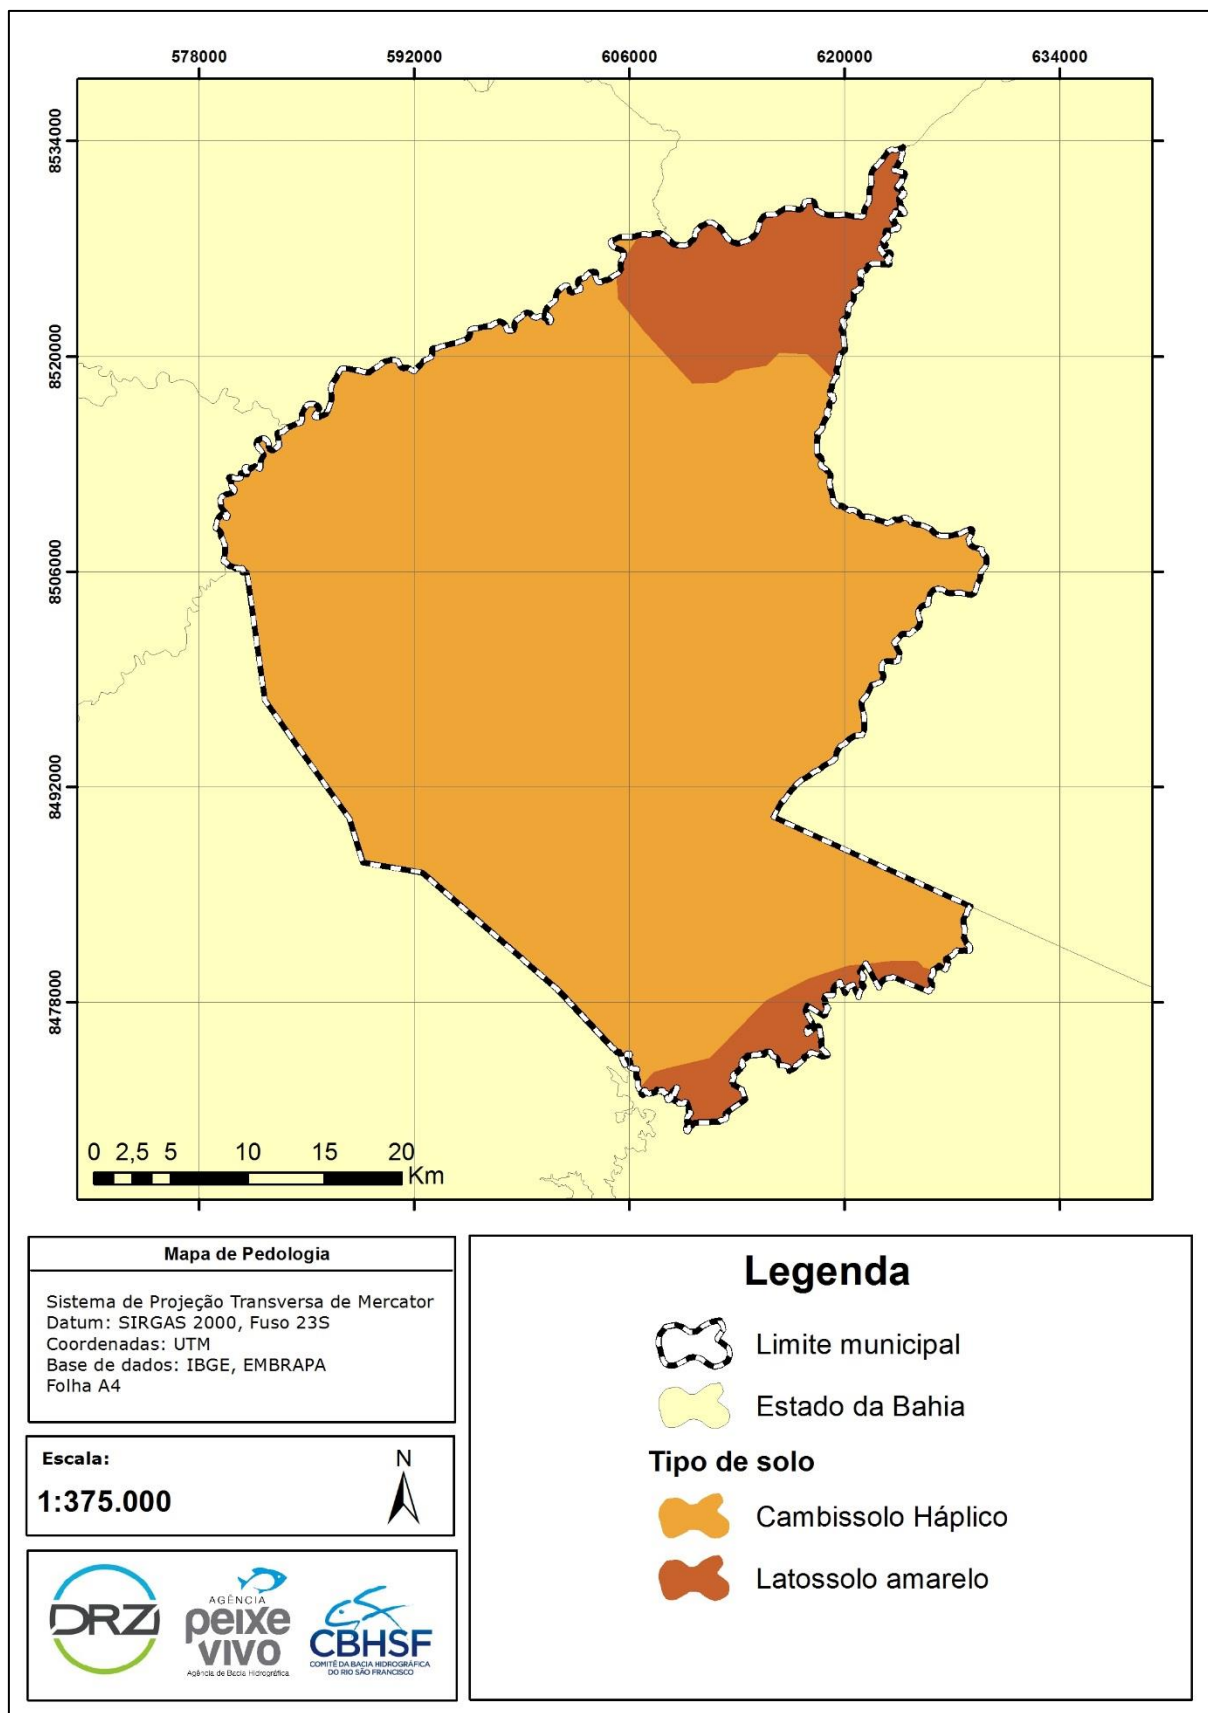 578000 592000 606000 620000 634000
8534000
8520000
8506000
8492000
8478000
0 2,5 5 10 15 20
Km
Mapa de Pedologia
Sistema de Projeção Transversa de Mercator
Datum: SIRGAS 2000, Fuso 23S
Coordenadas: UTM
Base de dados: IBGE, EMBRAPA
Folha A4
Escala:
1:375.000
N
DRZ
AGÊNCIA
peixe
vivo
Agência de Bacia Hidrográfica
CBHSF
COMITÊ DA BACIA HIDROGRÁFICA
DO RIO SÃO FRANCISCO
Legenda
Limite municipal
Estado da Bahia
Tipo de solo
Cambissolo Háplico
Latossolo amarelo